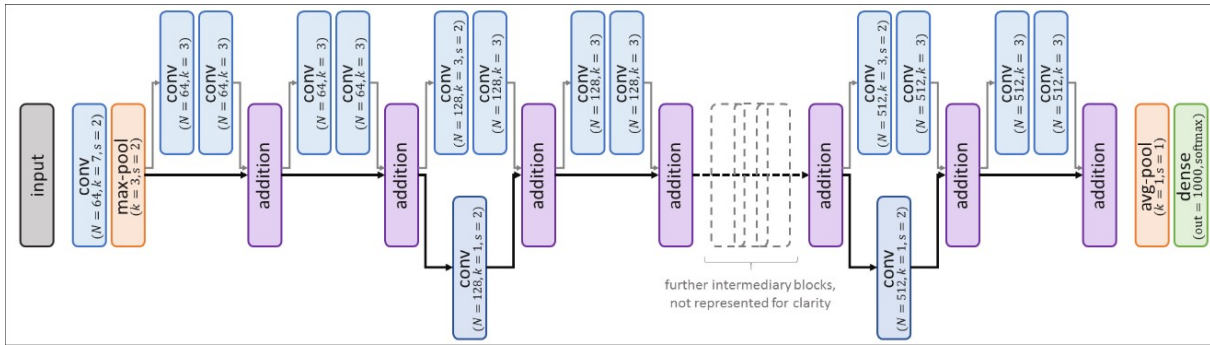 input
conv
(N = 64, k = 7, s = 2)
max-pool
(k = 3, s = 2)
conv
(N = 64, k = 3)
conv
(N = 64, k = 3)
addition
conv
(N = 64, k = 3)
conv
(N = 64, k = 3)
addition
conv
(N = 128, k = 3, s = 2)
conv
(N = 128, k = 3)
conv
(N = 128, k = 1, s = 2)
addition
conv
(N = 128, k = 3)
conv
(N = 128, k = 3)
addition
further intermediary blocks,
not represented for clarity
addition
conv
(N = 512, k = 3, s = 2)
conv
(N = 512, k = 3)
conv
(N = 512, k = 1, s = 2)
addition
conv
(N = 512, k = 3)
conv
(N = 512, k = 3)
addition
avg-pool
(k = 1, s = 1)
dense
(out = 1000, softmax)